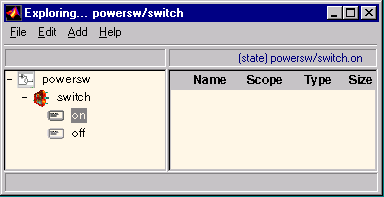 Exploring... powersw/switch
File Edit Add Help
(state) powersw/switch.on
powersw
switch
on
off
Name Scope Type Size